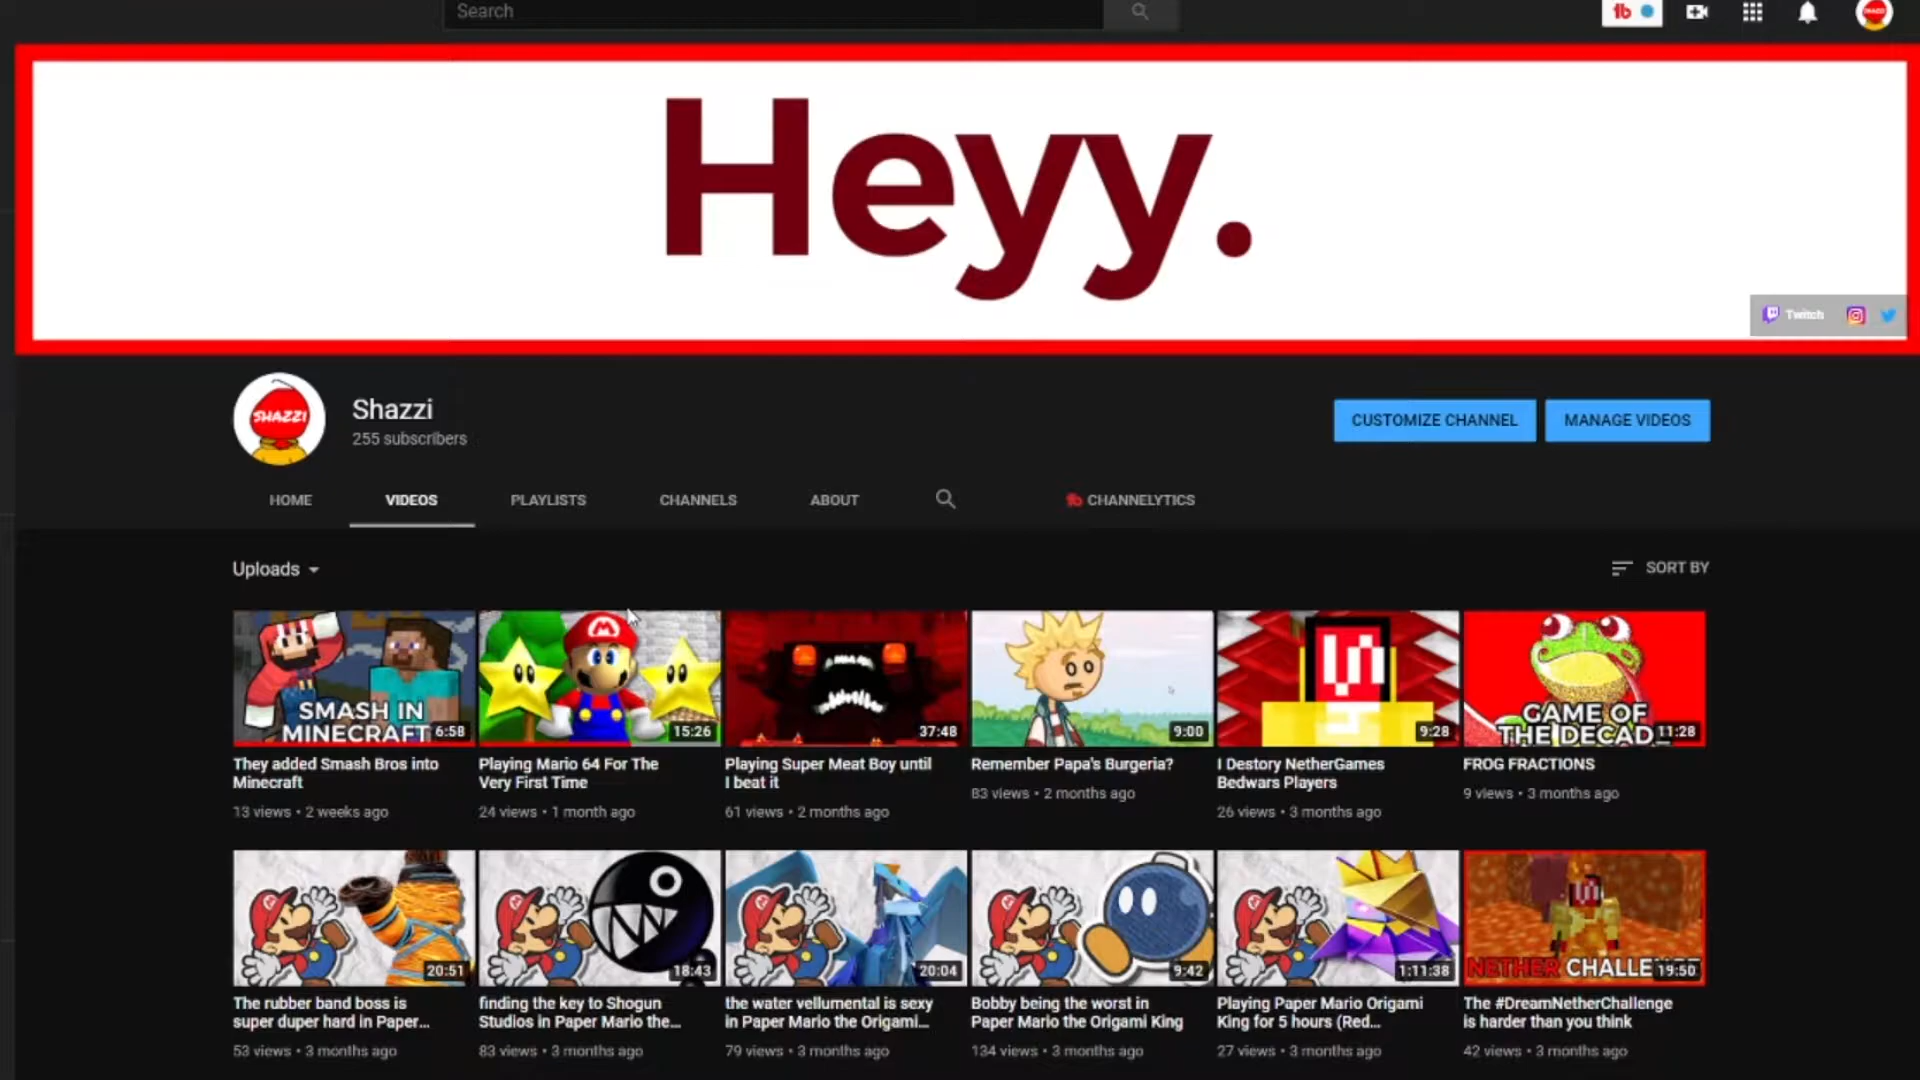 Search
Heyy.
Twitch
SHAZZI
Shazzi
255 subscribers
CUSTOMIZE CHANNEL
MANAGE VIDEOS
HOME
VIDEOS
PLAYLISTS
CHANNELS
ABOUT
CHANNELYTICS
Uploads
SORT BY
SMASH IN
MINECRAFT
6:58
15:26
37:48
9:00
9:28
GAME OF
THE DECADE
11:28
They added Smash Bros into
Minecraft
13 views • 2 weeks ago
Playing Mario 64 For The
Very First Time
24 views • 1 month ago
Playing Super Meat Boy until
I beat it
61 views • 2 months ago
Remember Papa's Burgeria?
83 views • 2 months ago
I Destory NetherGames
Bedwars Players
26 views • 3 months ago
FROG FRACTIONS
9 views • 3 months ago
20:51
18:43
20:04
9:42
1:11:38
NETHER CHALLE
19:50
The rubber band boss is
super duper hard in Paper...
53 views • 3 months ago
finding the key to Shogun
Studios in Paper Mario the...
83 views • 3 months ago
the water vellumental is sexy
in Paper Mario the Origami...
79 views • 3 months ago
Bobby being the worst in
Paper Mario the Origami King
134 views • 3 months ago
Playing Paper Mario Origami
King for 5 hours (Red...
27 views • 3 months ago
The #DreamNetherChallenge
is harder than you think
42 views • 3 months ago